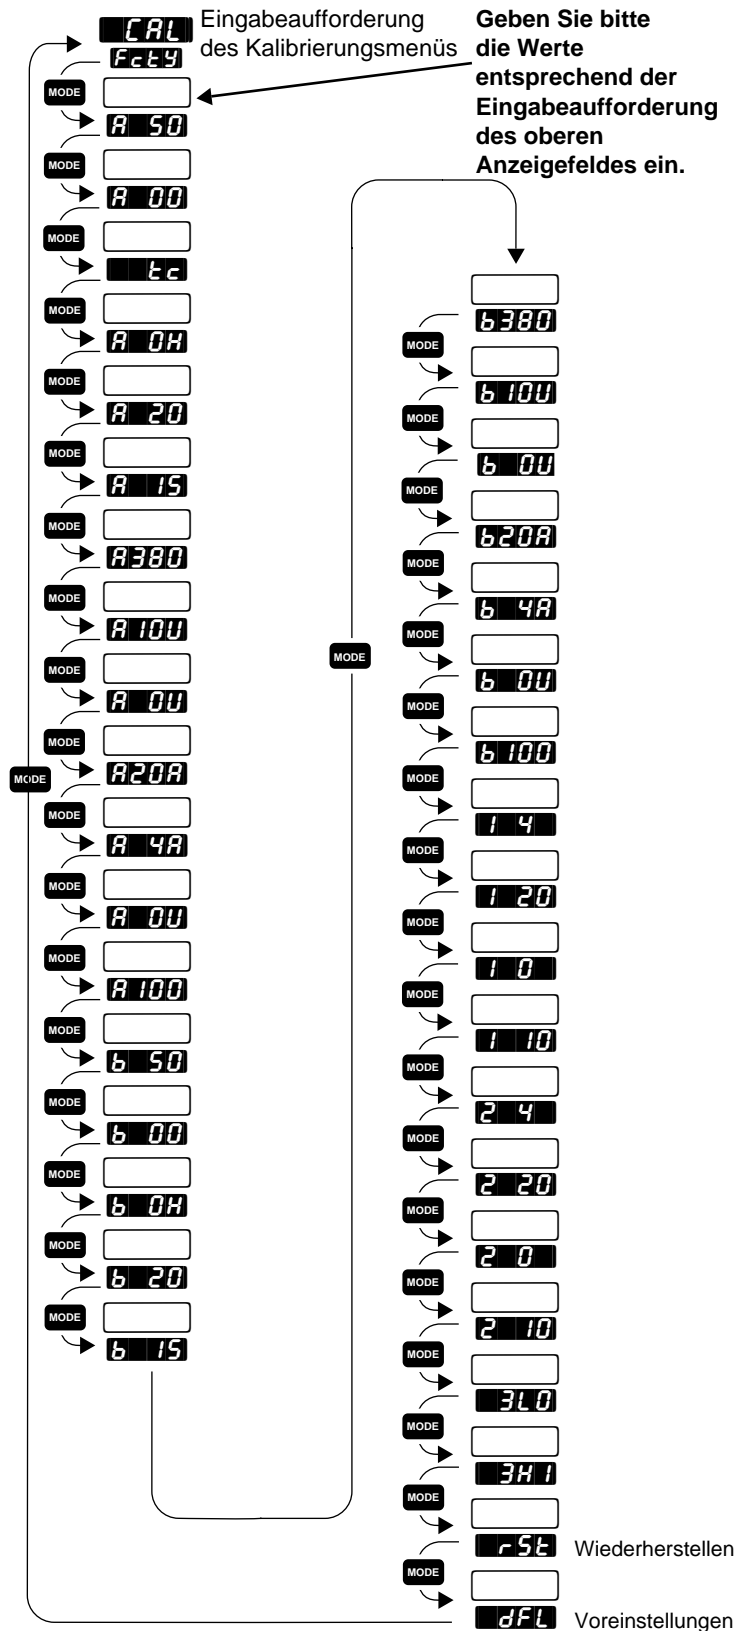 CAL
Fcty
Eingabeaufforderung
des Kalibrierungsmenüs
Geben Sie bitte
die Werte
entsprechend der
Eingabeaufforderung
des oberen
Anzeigefeldes ein.
MODE
A 50
MODE
A 00
MODE
tc
MODE
A 0H
MODE
A 20
MODE
A 15
MODE
A380
MODE
A10U
MODE
A 0U
MODE
A20A
MODE
MODE
A 4A
MODE
A 0U
MODE
A100
MODE
b 50
MODE
b 00
MODE
b 0H
MODE
b 20
MODE
b 15
MODE
b380
MODE
b10U
MODE
b 0U
MODE
b20A
MODE
b 4A
MODE
b 0U
MODE
b100
MODE
1 4
MODE
1 20
MODE
1 0
MODE
1 10
MODE
2 4
MODE
2 20
MODE
2 0
MODE
2 10
MODE
3LO
MODE
3HI
MODE
rSt Wiederherstellen
MODE
dFL Voreinstellungen